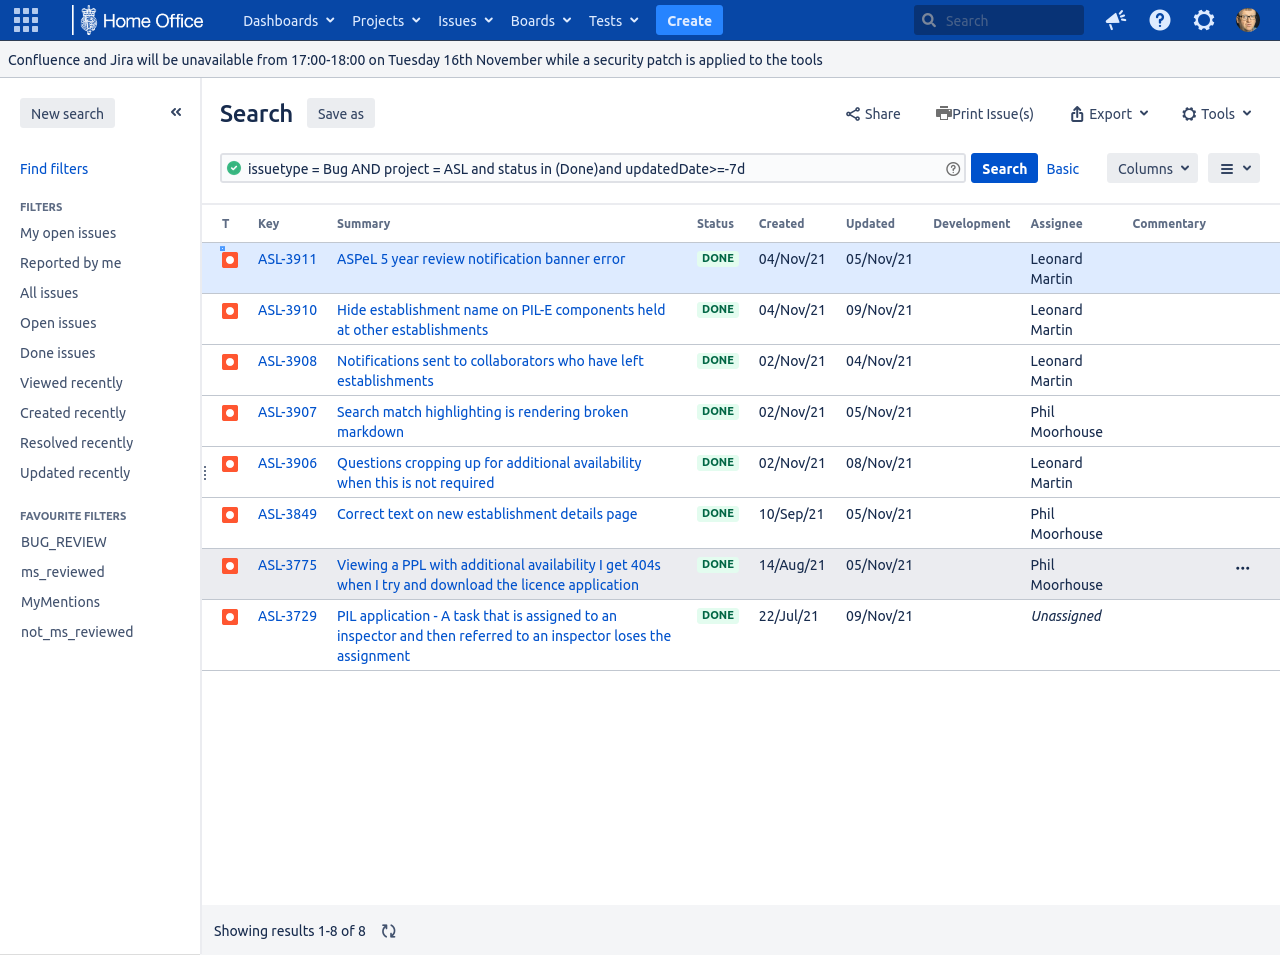 Home Office Dashboards Projects Issues Boards Tests Create Search
Confluence and Jira will be unavailable from 17:00-18:00 on Tuesday 16th November while a security patch is applied to the tools
New search
Find filters
FILTERS
My open issues
Reported by me
All issues
Open issues
Done issues
Viewed recently
Created recently
Resolved recently
Updated recently
FAVOURITE FILTERS
BUG_REVIEW
ms_reviewed
MyMentions
not_ms_reviewed
Search Save as Share Print Issue(s) Export Tools
issuetype = Bug AND project = ASL and status in (Done)and updatedDate>=-7d Search Basic Columns
T Key Summary Status Created Updated Development Assignee Commentary
ASL-3911 ASPeL 5 year review notification banner error DONE 04/Nov/21 05/Nov/21 Leonard
Martin
ASL-3910 Hide establishment name on PIL-E components held DONE 04/Nov/21 09/Nov/21 Leonard
at other establishments Martin
ASL-3908 Notifications sent to collaborators who have left DONE 02/Nov/21 04/Nov/21 Leonard
establishments Martin
ASL-3907 Search match highlighting is rendering broken DONE 02/Nov/21 05/Nov/21 Phil
markdown Moorhouse
ASL-3906 Questions cropping up for additional availability DONE 02/Nov/21 08/Nov/21 Leonard
when this is not required Martin
ASL-3849 Correct text on new establishment details page DONE 10/Sep/21 05/Nov/21 Phil
Moorhouse
ASL-3775 Viewing a PPL with additional availability I get 404s DONE 14/Aug/21 05/Nov/21 Phil
when I try and download the licence application Moorhouse
ASL-3729 PIL application - A task that is assigned to an DONE 22/Jul/21 09/Nov/21 Unassigned
inspector and then referred to an inspector loses the
assignment
Showing results 1-8 of 8